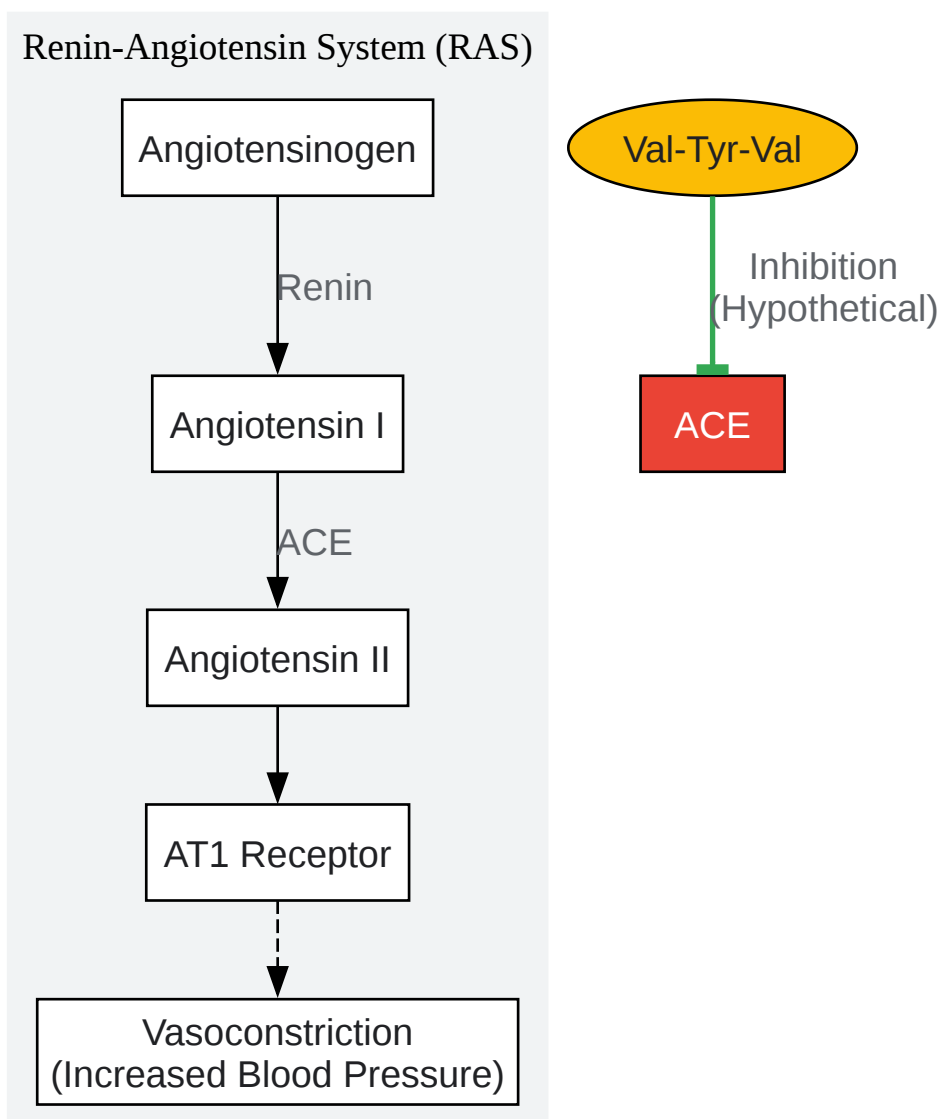 Renin-Angiotensin System (RAS)
Angiotensinogen
Val-Tyr-Val
Renin
Inhibition
(Hypothetical)
Angiotensin I
ACE
ACE
Angiotensin II
AT1 Receptor
Vasoconstriction
(Increased Blood Pressure)